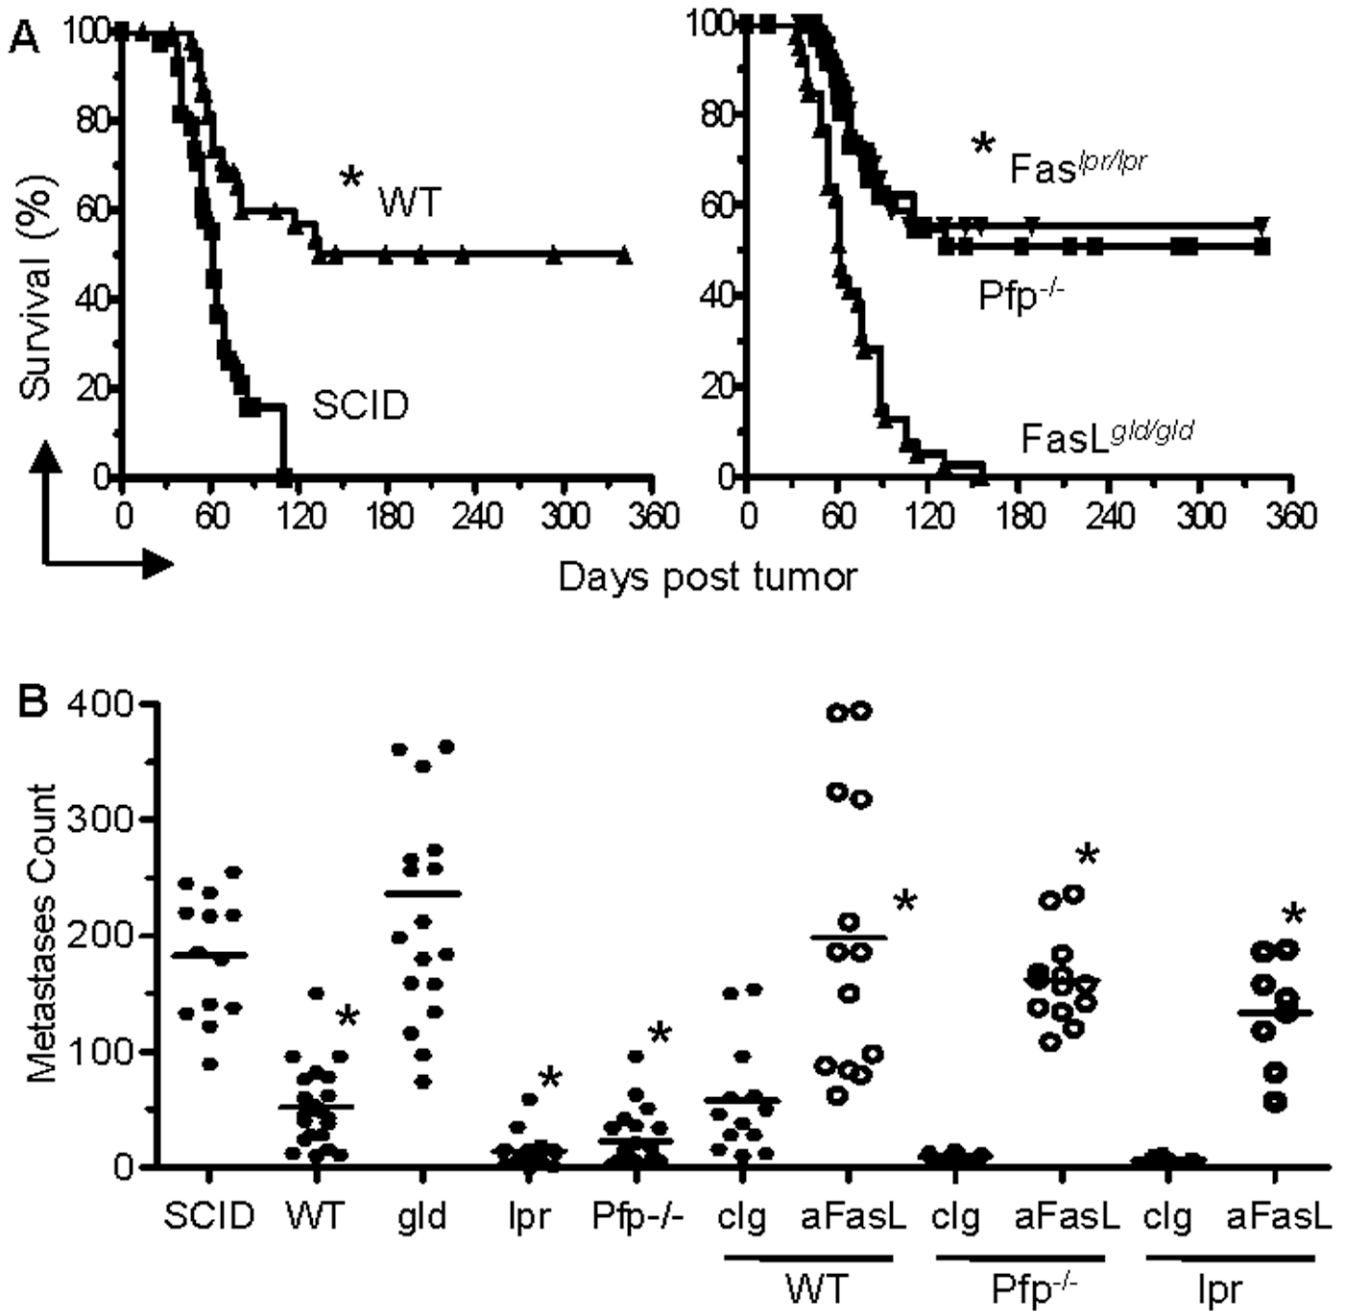 A
100
80
60
40
20
0
Survival (%)
* WT
SCID
0 60 120 180 240 300 360
100
80
60
40
20
0
* Fas^lpr/lpr
Pfp^-/-
FasL^gld/gld
0 60 120 180 240 300 360
Days post tumor
B
400
300
200
100
0
Metastases Count
* * * * * *
SCID WT gld lpr Pfp-/- cIg aFasL cIg aFasL cIg aFasL
WT Pfp^-/- lpr